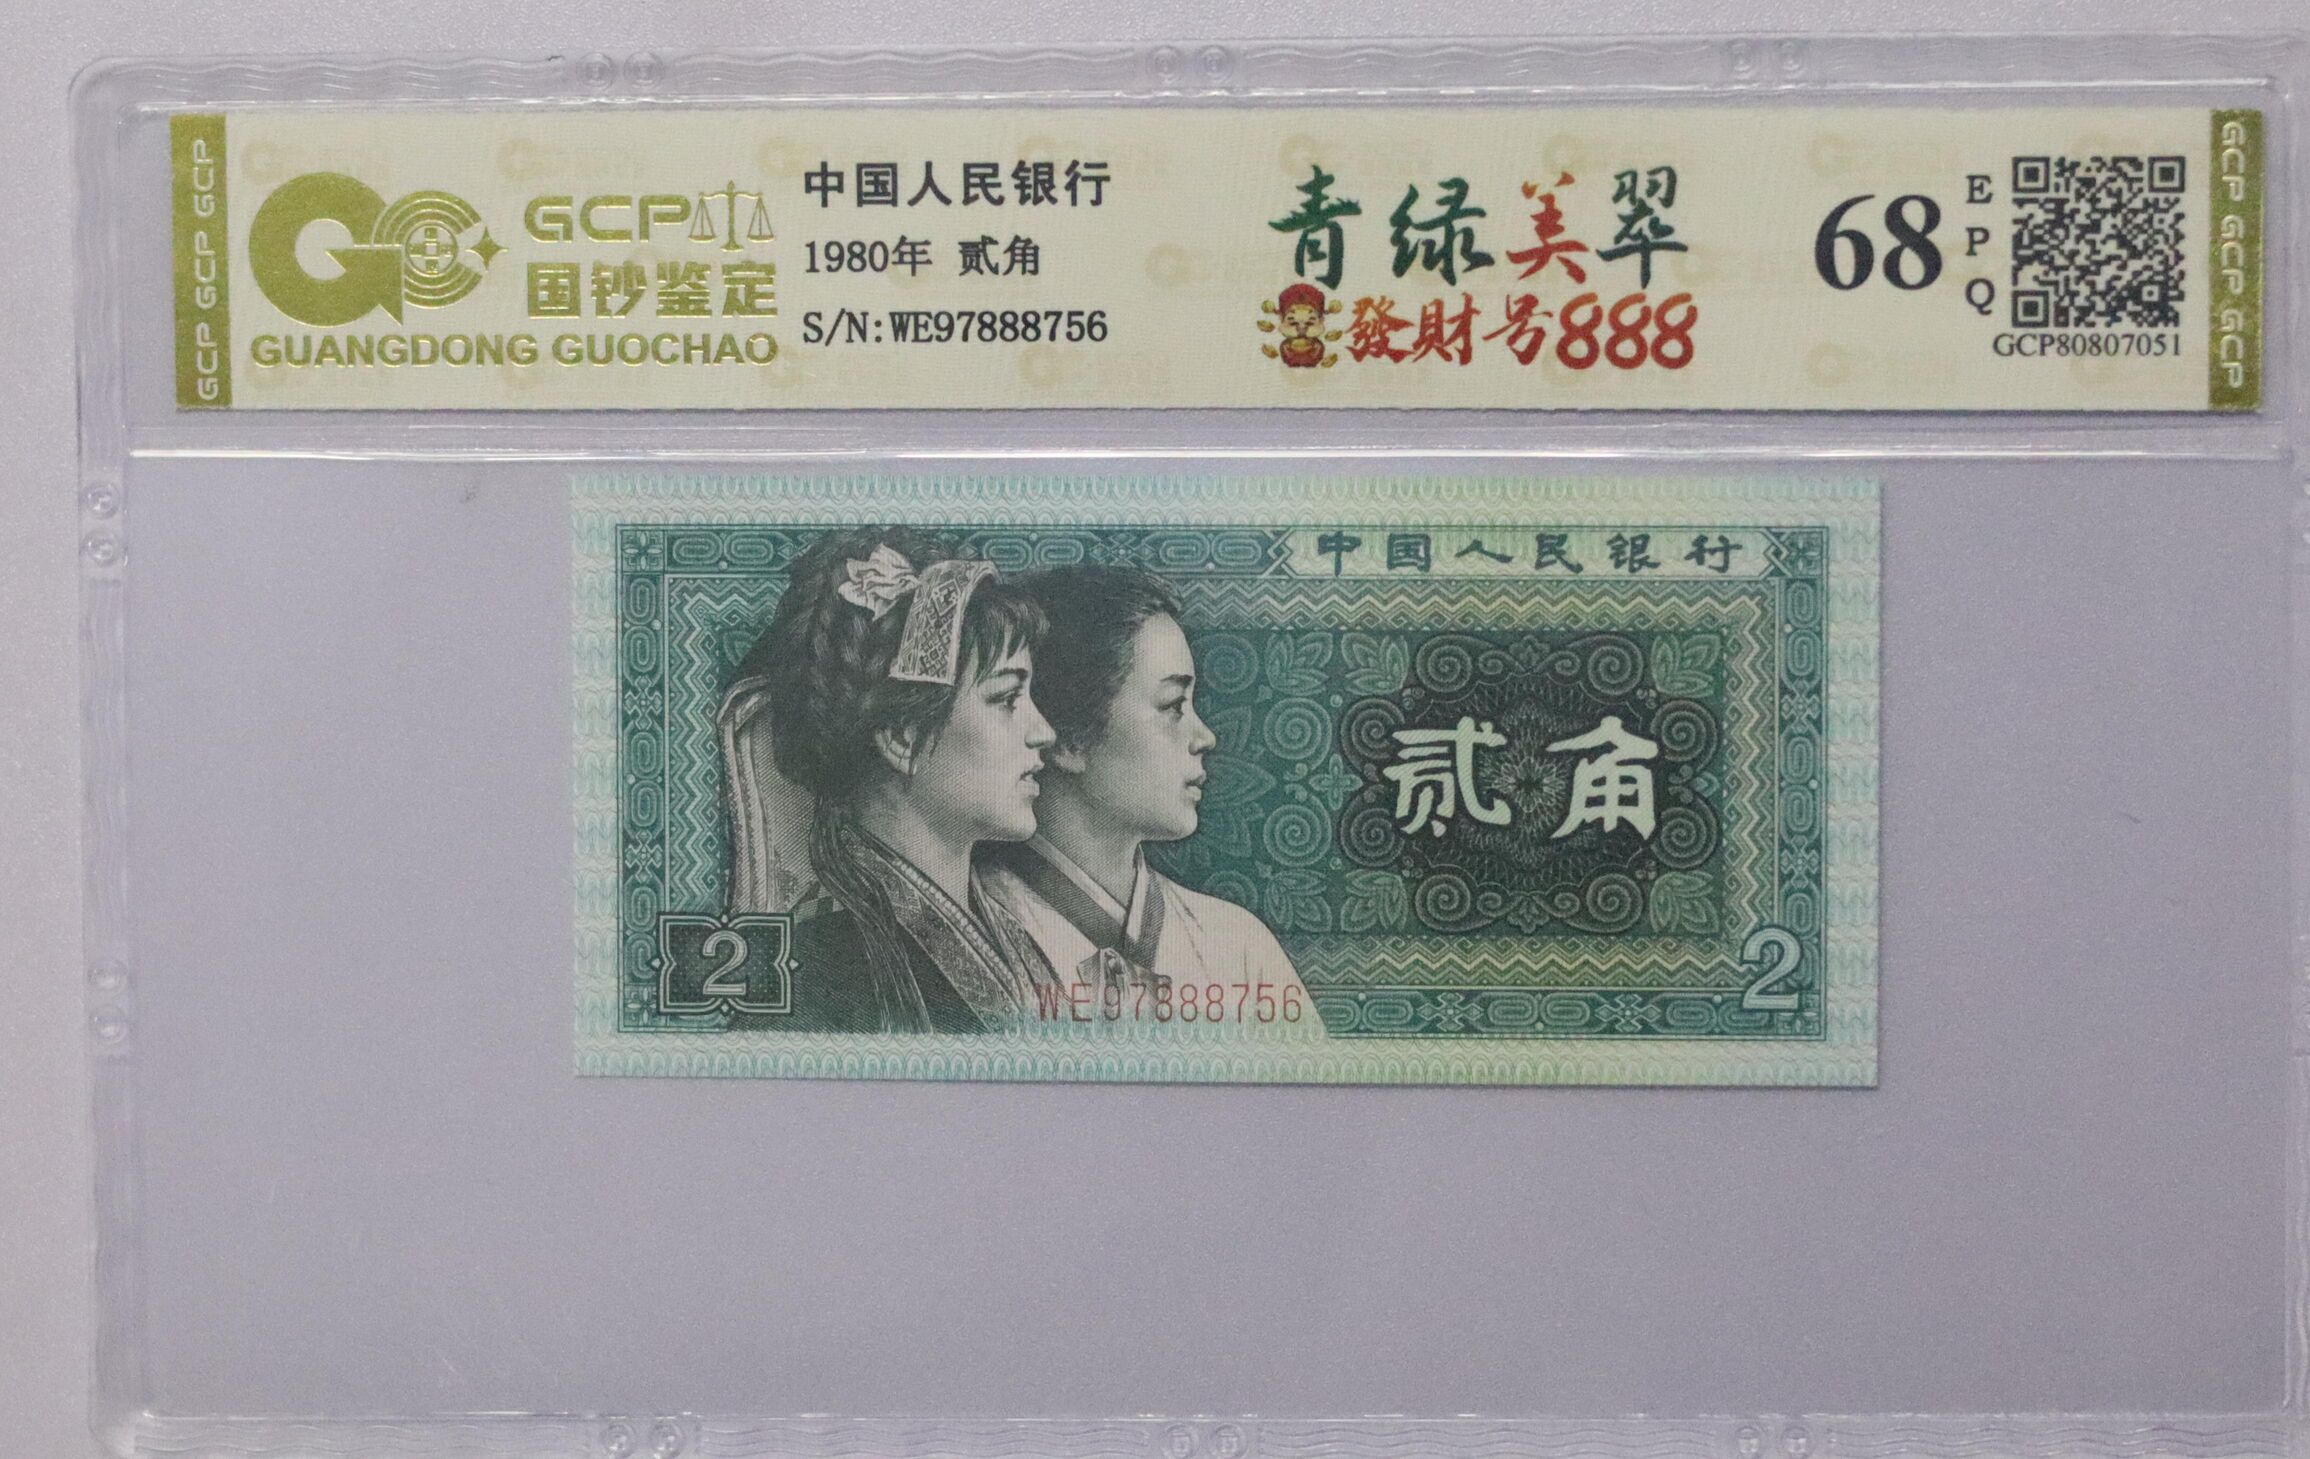 GCP GCP GCP
GCP
国钞鉴定
GUANGDONG GUOCHAO
中国人民银行
1980年 贰角
S/N:WE97888756
青绿美翠
發財号888
68
EPQ
GCP80807051
GCP GCP GCP
中国人民银行
贰角
2
WE97888756
2